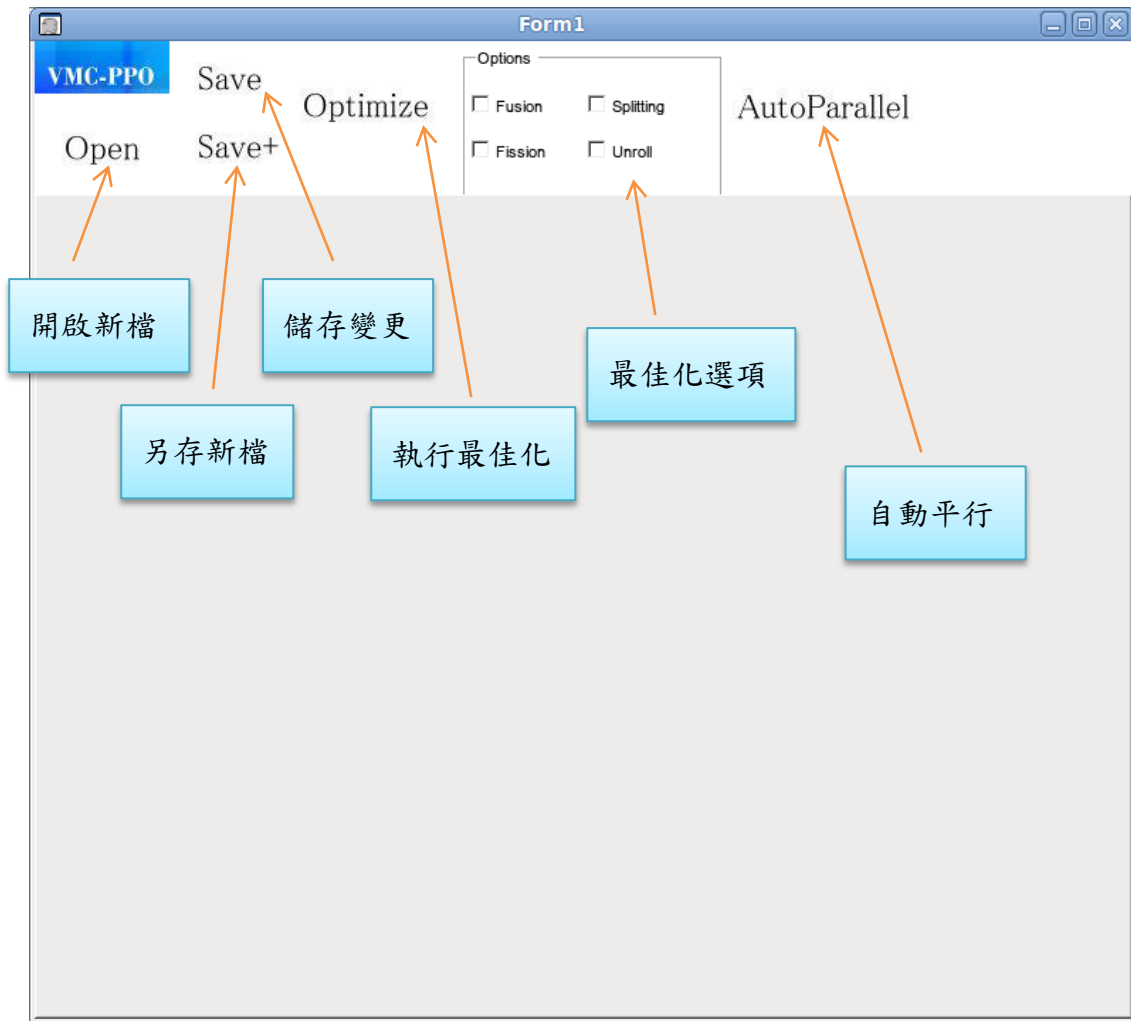 Form1
VMC-PPO
Save
Optimize
Options
Fusion
Splitting
AutoParallel
Open
Save+
Fission
Unroll
開啟新檔
儲存變更
最佳化選項
另存新檔
執行最佳化
自動平行